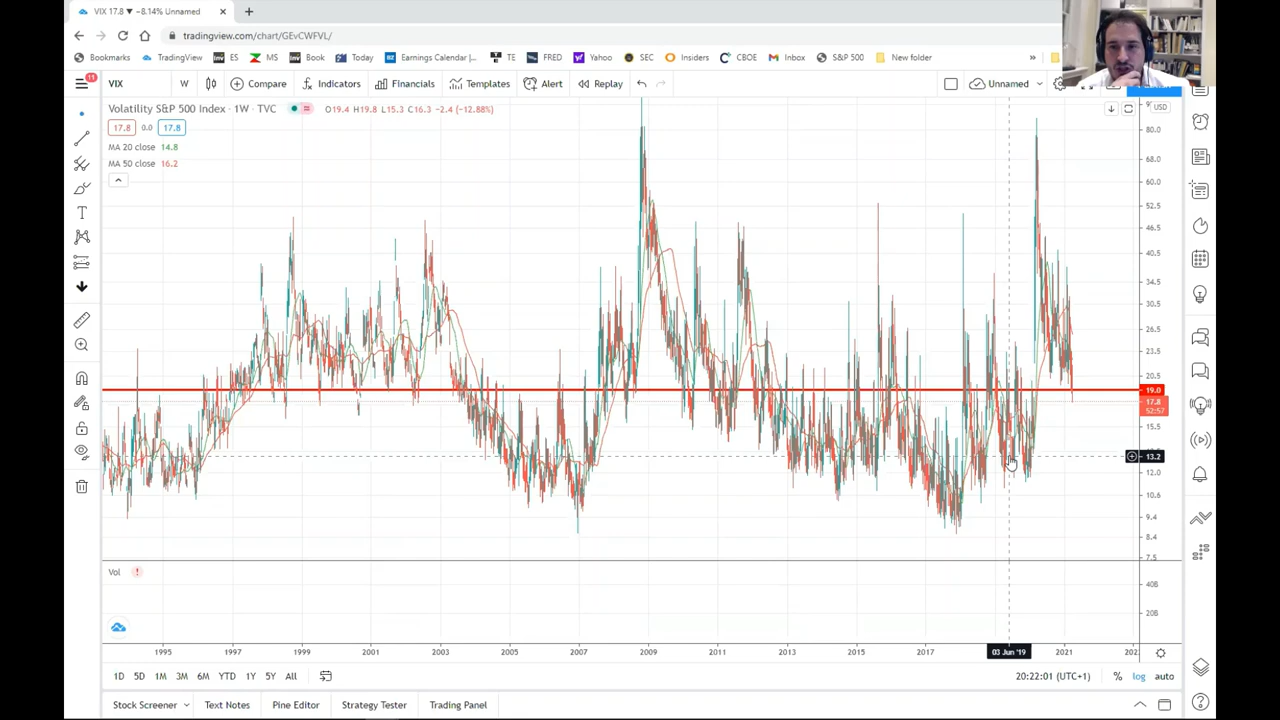 VIX 17.8 ▼ −8.14% Unnamed
tradingview.com/chart/GEvCWFVL/
Bookmarks TradingView ES MS Book Today Earnings Calendar... TE FRED Yahoo SEC Insiders CBOE Inbox S&P 500 New folder
11
VIX W Compare Indicators Financials Templates Alert Replay Unnamed
Volatility S&P 500 Index · 1W · TVC O19.4 H19.8 L15.3 C16.3 −2.4 (−12.88%)
USD
17.8 0.0 17.8
MA 20 close 14.8
MA 50 close 16.2
80.0
68.0
60.0
52.5
46.5
40.5
34.5
30.5
26.5
23.5
20.5
19.0
17.8
52:57
15.5
13.2
12.0
10.6
9.4
8.4
7.5
Vol
40B
20B
1995 1997 1999 2001 2003 2005 2007 2009 2011 2013 2015 2017 03 Jun '19 2021
1D 5D 1M 3M 6M YTD 1Y 5Y All 20:22:01 (UTC+1) % log auto
Stock Screener Text Notes Pine Editor Strategy Tester Trading Panel